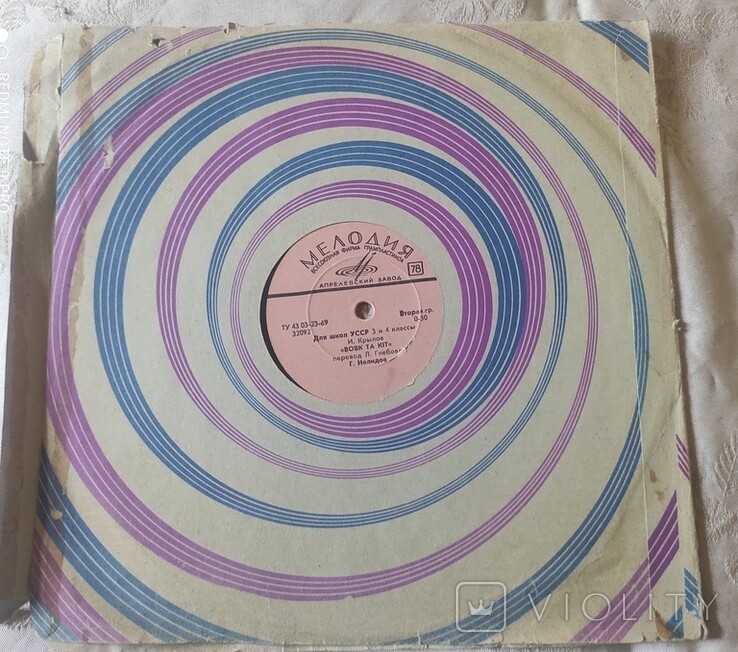 МЕЛОДИЯ
ВСЕСОЮЗНАЯ ФИРМА ГРАМПЛАСТИНОК
78
АПРЕЛЕВСКИЙ ЗАВОД
ТУ 43 03-23-69
32092
Вторая гр.
0-80
Для школ УССР 3 и 4 классы
И. Крылов
«ВОВК ТА КІТ»
перевод Л. Глебова
Г. Нелидов
VIOLITY